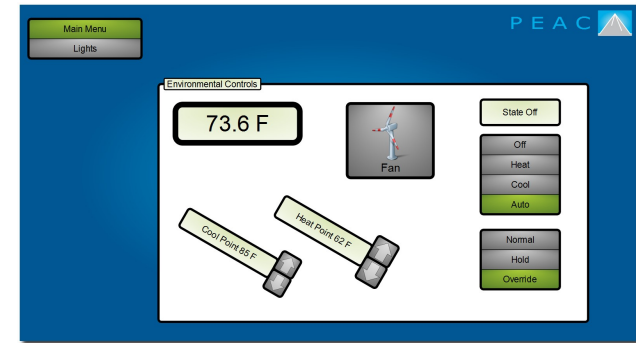 PEAC
Main Menu
Lights
Environmental Controls
73.6 F
Fan
State Off
Off
Heat
Cool
Auto
Cool Point 85 F
Heat Point 62 F
Normal
Hold
Override